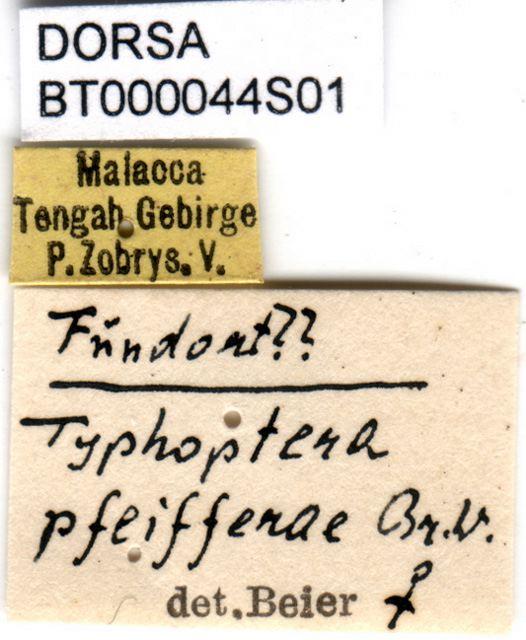 DORSA
BT000044S01
Malacca
Tengah Gebirge
P. Zobrys. V.
Fundort??
Typhoptera
pfeifferae Br.W.
det. Beier ♀